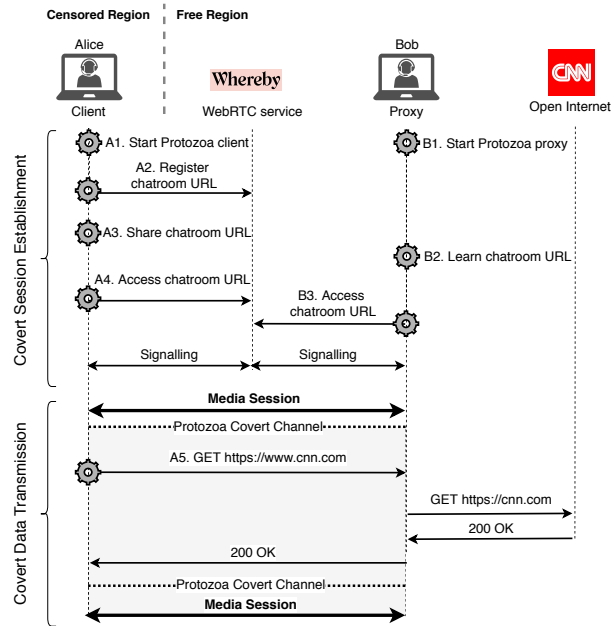 Censored Region
Free Region
Alice
Bob
Whereby
CNN
Client
WebRTC service
Proxy
Open Internet
Covert Session Establishment
A1. Start Protozoa client
B1. Start Protozoa proxy
A2. Register
chatroom URL
A3. Share chatroom URL
B2. Learn chatroom URL
A4. Access chatroom URL
B3. Access
chatroom URL
Signalling
Signalling
Covert Data Transmission
Media Session
Protozoa Covert Channel
A5. GET https://www.cnn.com
GET https://cnn.com
200 OK
200 OK
Protozoa Covert Channel
Media Session